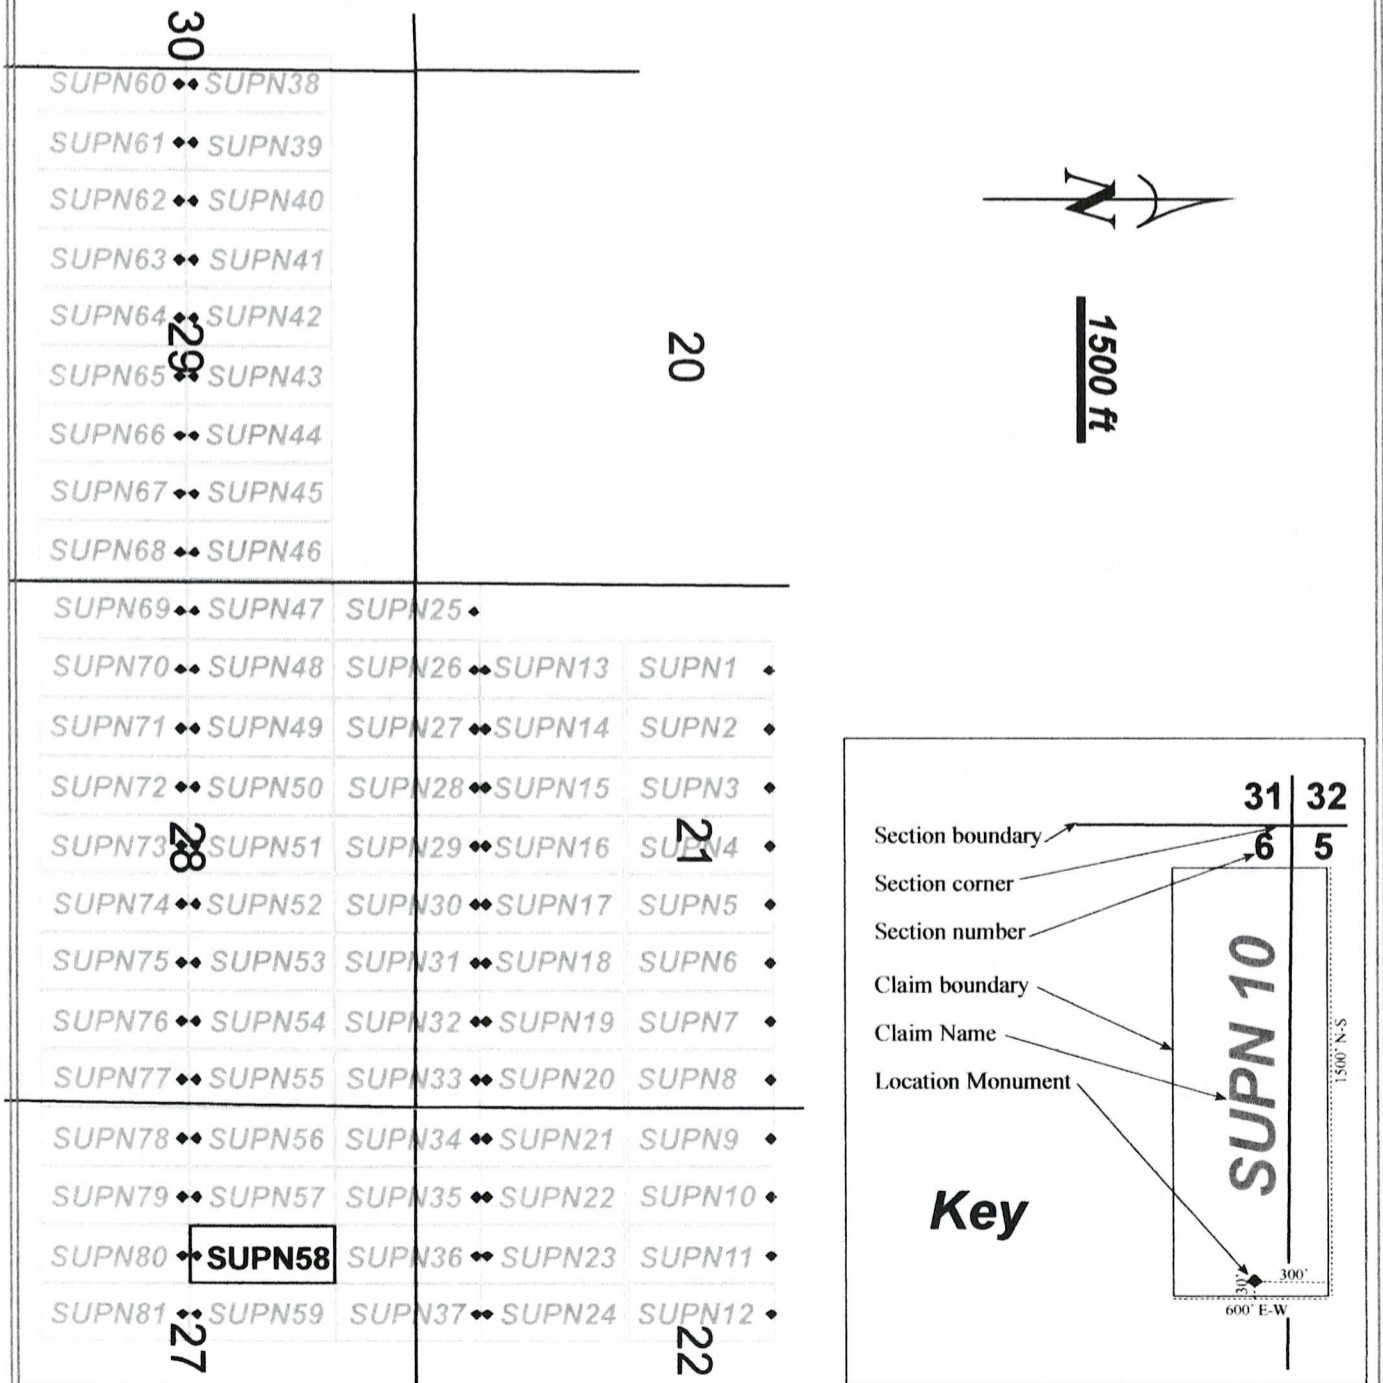 30
SUPN60 SUPN38
SUPN61 SUPN39
SUPN62 SUPN40
SUPN63 SUPN41
SUPN64 SUPN42
29
20
SUPN65 SUPN43
SUPN66 SUPN44
SUPN67 SUPN45
SUPN68 SUPN46
SUPN69 SUPN47 SUPN25
SUPN70 SUPN48 SUPN26 SUPN13 SUPN1
SUPN71 SUPN49 SUPN27 SUPN14 SUPN2
SUPN72 SUPN50 SUPN28 SUPN15 SUPN3
SUPN73 SUPN51 SUPN29 SUPN16 SUPN4
28
21
SUPN74 SUPN52 SUPN30 SUPN17 SUPN5
SUPN75 SUPN53 SUPN31 SUPN18 SUPN6
SUPN76 SUPN54 SUPN32 SUPN19 SUPN7
SUPN77 SUPN55 SUPN33 SUPN20 SUPN8
SUPN78 SUPN56 SUPN34 SUPN21 SUPN9
SUPN79 SUPN57 SUPN35 SUPN22 SUPN10
SUPN80 SUPN58 SUPN36 SUPN23 SUPN11
SUPN81 SUPN59 SUPN37 SUPN24 SUPN12
27
22
N
1500 ft
31 32
6 5
Section boundary
Section corner
Section number
Claim boundary
Claim Name
Location Monument
Key
SUPN 10
1500' N-S
30'
300'
600' E-W